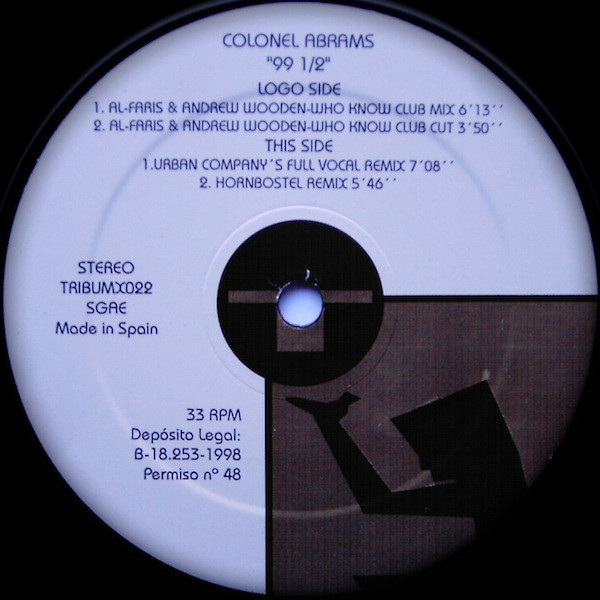 COLONEL ABRAMS
"99 1/2"
LOGO SIDE
1. AL-FARIS & ANDREW WOODEN-WHO KNOW CLUB MIX 6´13´´
2. AL-FARIS & ANDREW WOODEN-WHO KNOW CLUB CUT 3´50´´
THIS SIDE
1.URBAN COMPANY´S FULL VOCAL REMIX 7´08´´
2. HORNBOSTEL REMIX 5´46´´
STEREO
TRIBUMX022
SGAE
Made in Spain
33 RPM
Depósito Legal:
B-18.253-1998
Permiso nº 48